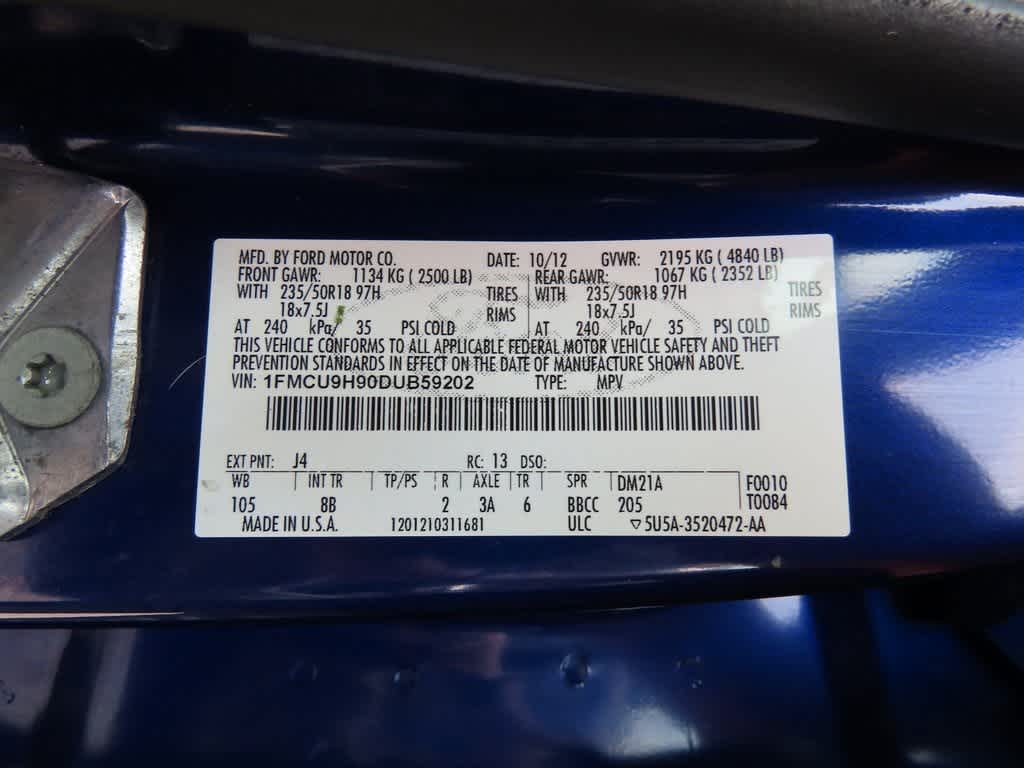 MFD. BY FORD MOTOR CO. DATE: 10/12 GVWR: 2195 KG ( 4840 LB)
FRONT GAWR: 1134 KG ( 2500 LB) REAR GAWR: 1067 KG ( 2352 LB)
WITH 235/50R18 97H TIRES WITH 235/50R18 97H TIRES
18x7.5J RIMS 18x7.5J RIMS
AT 240 kPa/ 35 PSI COLD AT 240 kPa/ 35 PSI COLD
THIS VEHICLE CONFORMS TO ALL APPLICABLE FEDERAL MOTOR VEHICLE SAFETY AND THEFT
PREVENTION STANDARDS IN EFFECT ON THE DATE OF MANUFACTURE SHOWN ABOVE.
VIN: 1FMCU9H90DUB59202 TYPE: MPV
EXT PNT: J4 RC: 13 DSO:
WB INT TR TP/PS R AXLE TR SPR DM21A F0010
105 8B 2 3A 6 BBCC 205 T0084
MADE IN U.S.A. 1201210311681 ULC ▽5U5A-3520472-AA